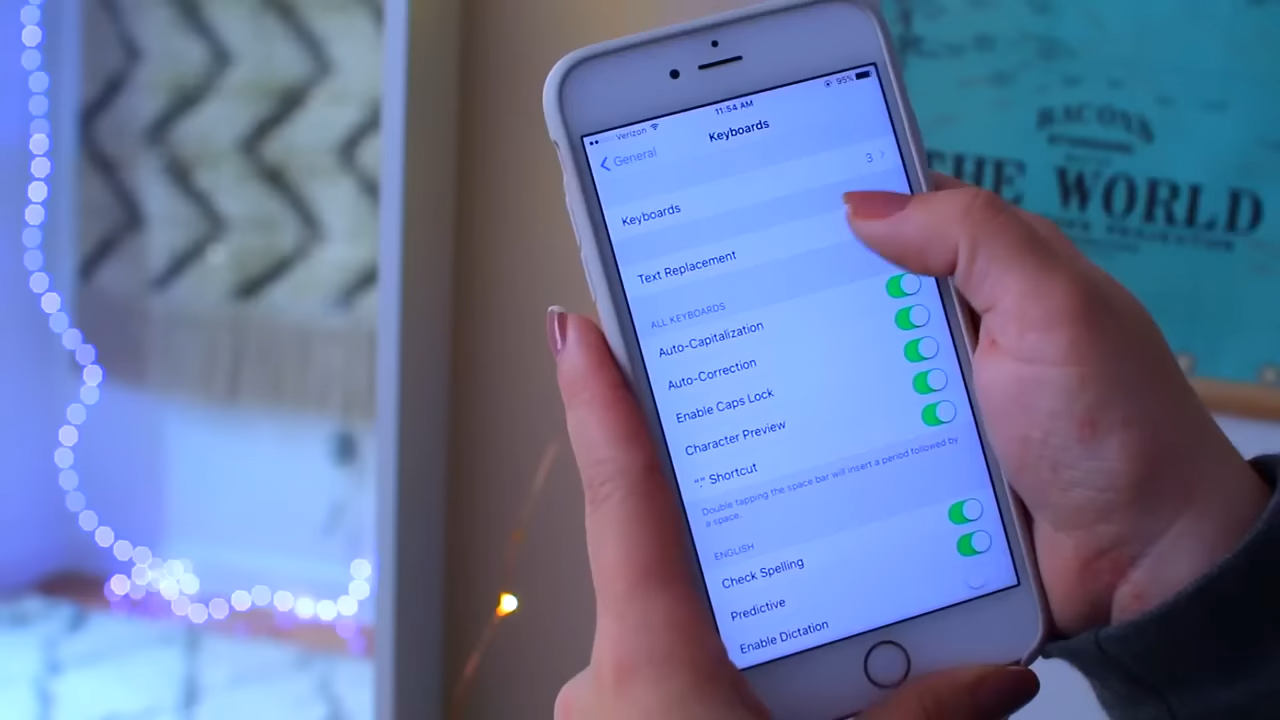 Verizon 11:54 AM 95%
General Keyboards
Keyboards 3
Text Replacement
ALL KEYBOARDS
Auto-Capitalization
Auto-Correction
Enable Caps Lock
Character Preview
“.” Shortcut
Double tapping the space bar will insert a period followed by
a space.
ENGLISH
Check Spelling
Predictive
Enable Dictation
BACON'S
THE WORLD